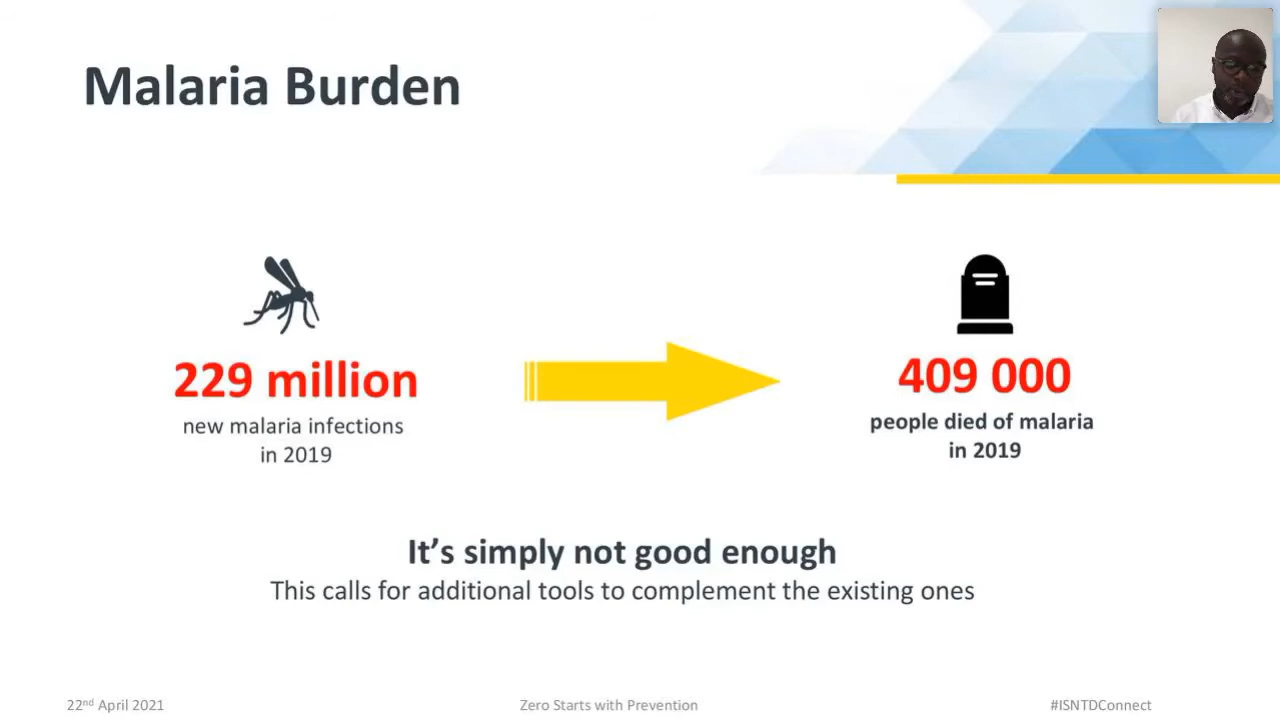 Malaria Burden
229 million
new malaria infections
in 2019
409 000
people died of malaria
in 2019
It’s simply not good enough
This calls for additional tools to complement the existing ones
22nd April 2021
Zero Starts with Prevention
#ISNTDConnect